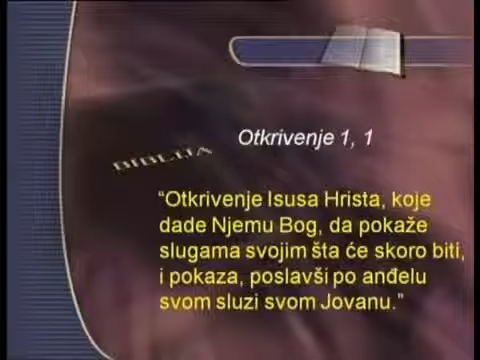 Otkrivenje 1, 1
BIBLIJA
“Otkrivenje Isusa Hrista, koje
dade Njemu Bog, da pokaže
slugama svojim šta će skoro biti,
i pokaza, poslavši po anđelu
svom sluzi svom Jovanu.”